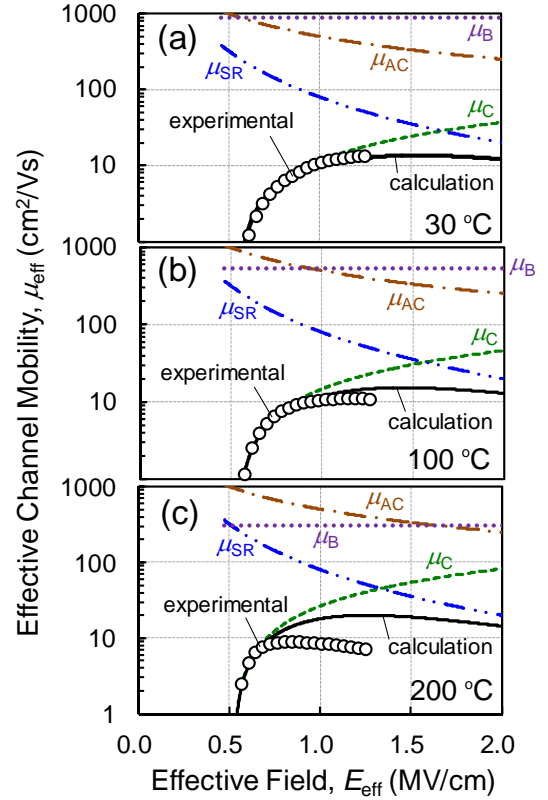 Effective Channel Mobility, μeff (cm²/Vs)
1000
100
10
(a)
μB
μAC
μSR
μC
experimental
calculation
30 °C
1000
100
10
1
(b)
μB
μAC
μSR
μC
experimental
calculation
100 °C
1000
100
10
1
(c)
μAC
μB
μSR
μC
experimental
calculation
200 °C
0.0 0.5 1.0 1.5 2.0
Effective Field, Eeff (MV/cm)